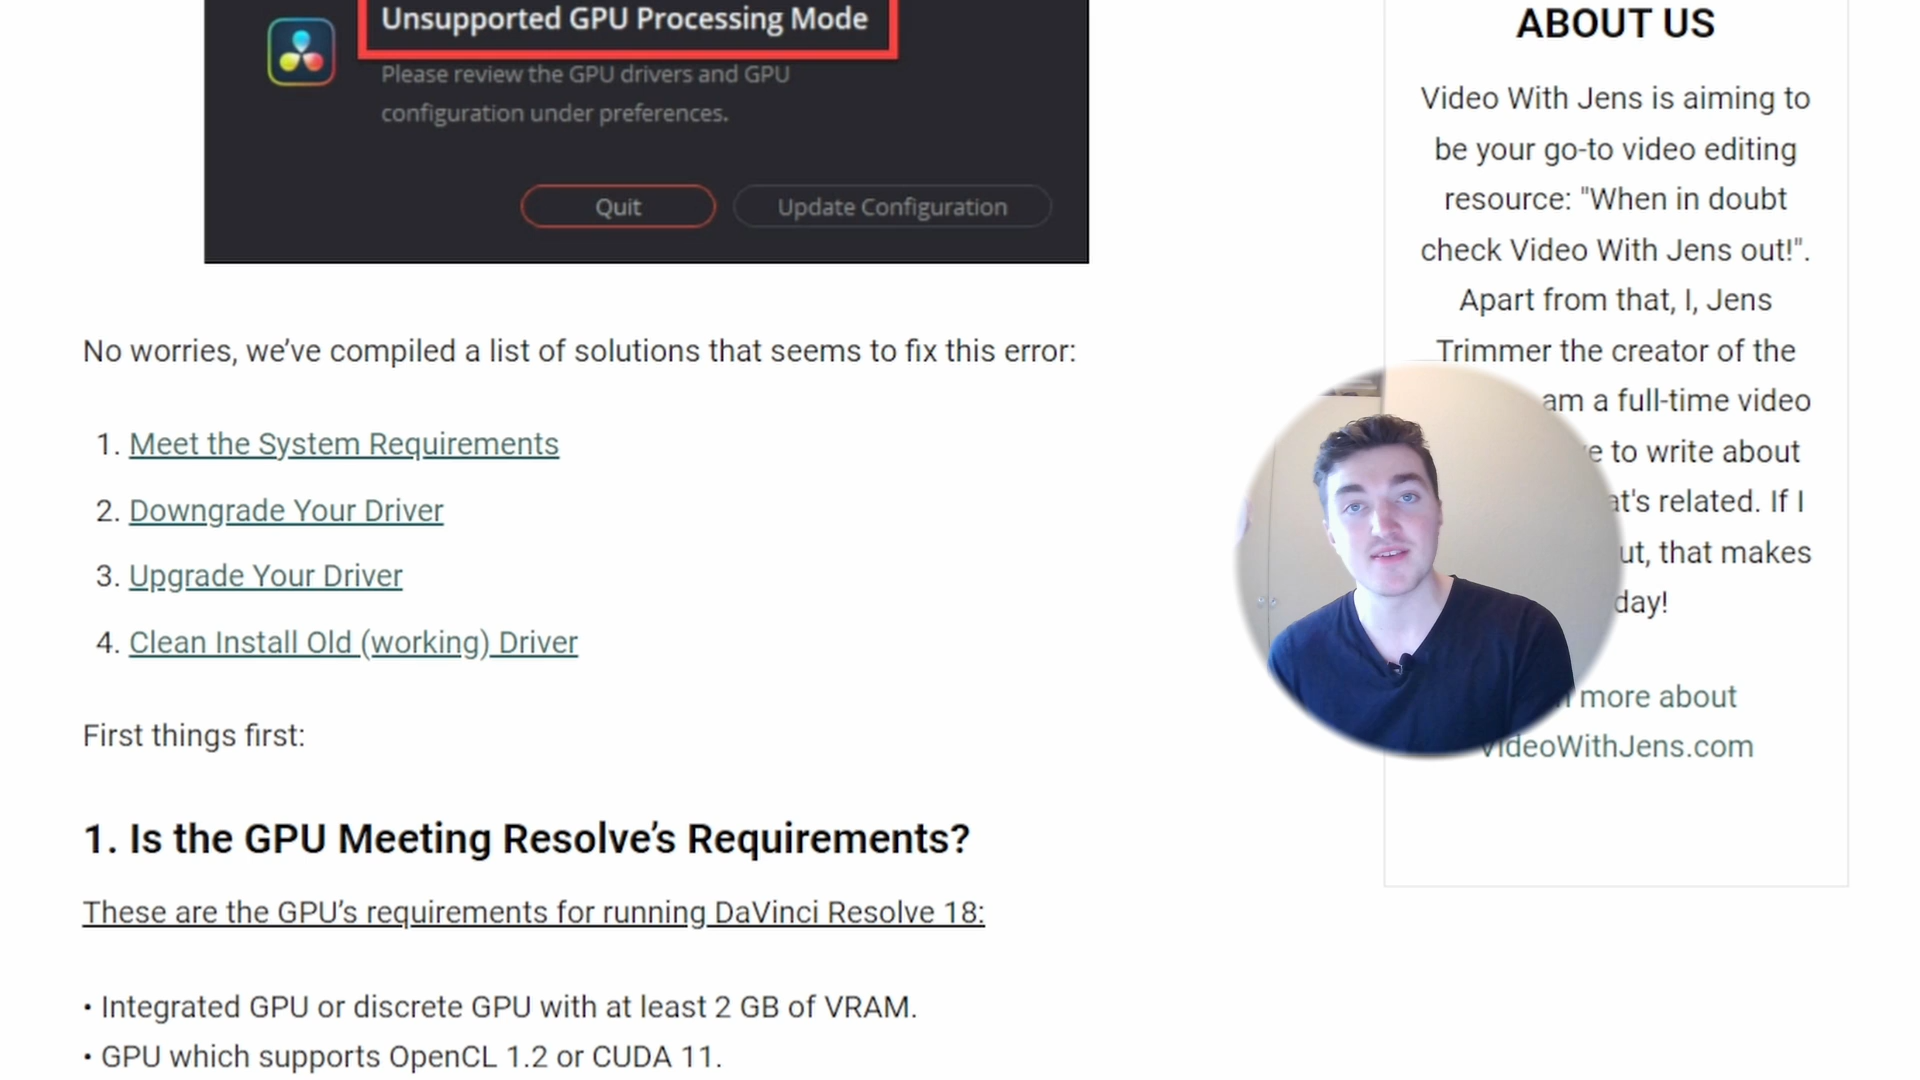 Unsupported GPU Processing Mode
Please review the GPU drivers and GPU
configuration under preferences.
Quit
Update Configuration
No worries, we’ve compiled a list of solutions that seems to fix this error:
1. Meet the System Requirements
2. Downgrade Your Driver
3. Upgrade Your Driver
4. Clean Install Old (working) Driver
First things first:
1. Is the GPU Meeting Resolve’s Requirements?
These are the GPU’s requirements for running DaVinci Resolve 18:
• Integrated GPU or discrete GPU with at least 2 GB of VRAM.
• GPU which supports OpenCL 1.2 or CUDA 11.
ABOUT US
Video With Jens is aiming to
be your go-to video editing
resource: "When in doubt
check Video With Jens out!".
Apart from that, I, Jens
Trimmer the creator of the
am a full-time video
to write about
related. If I
that makes
day!
more about
VideoWithJens.com